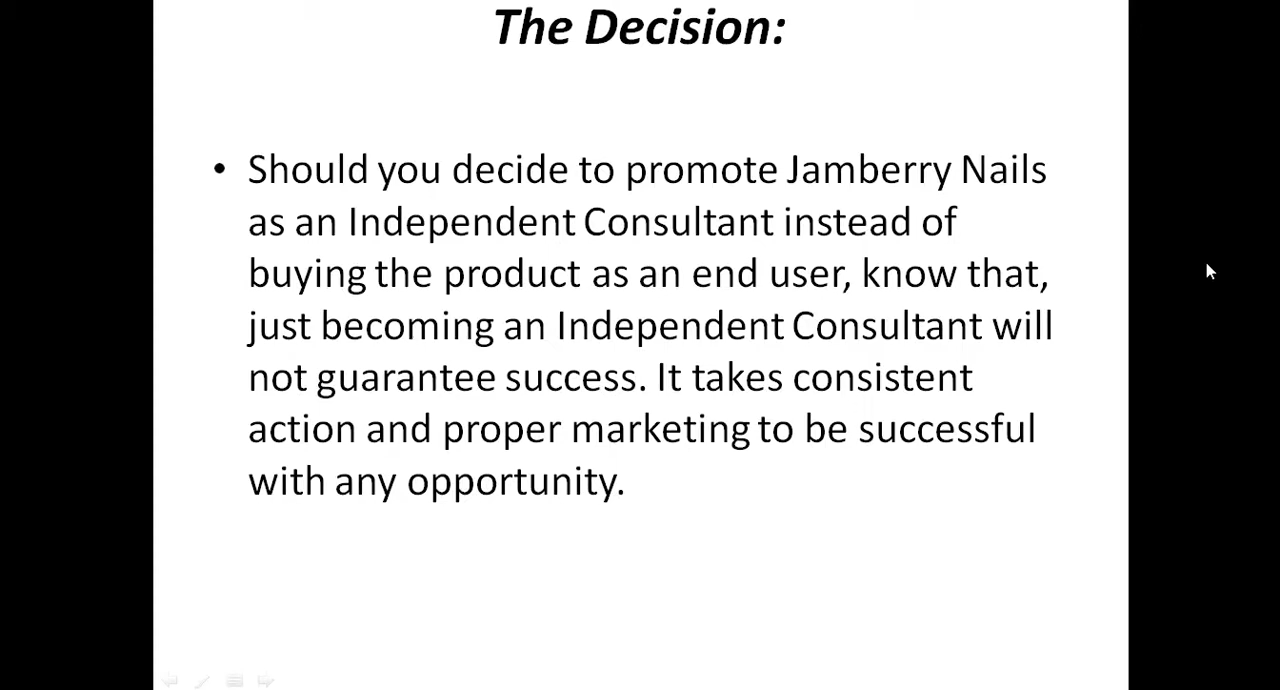 The Decision:
• Should you decide to promote Jamberry Nails
as an Independent Consultant instead of
buying the product as an end user, know that,
just becoming an Independent Consultant will
not guarantee success. It takes consistent
action and proper marketing to be successful
with any opportunity.